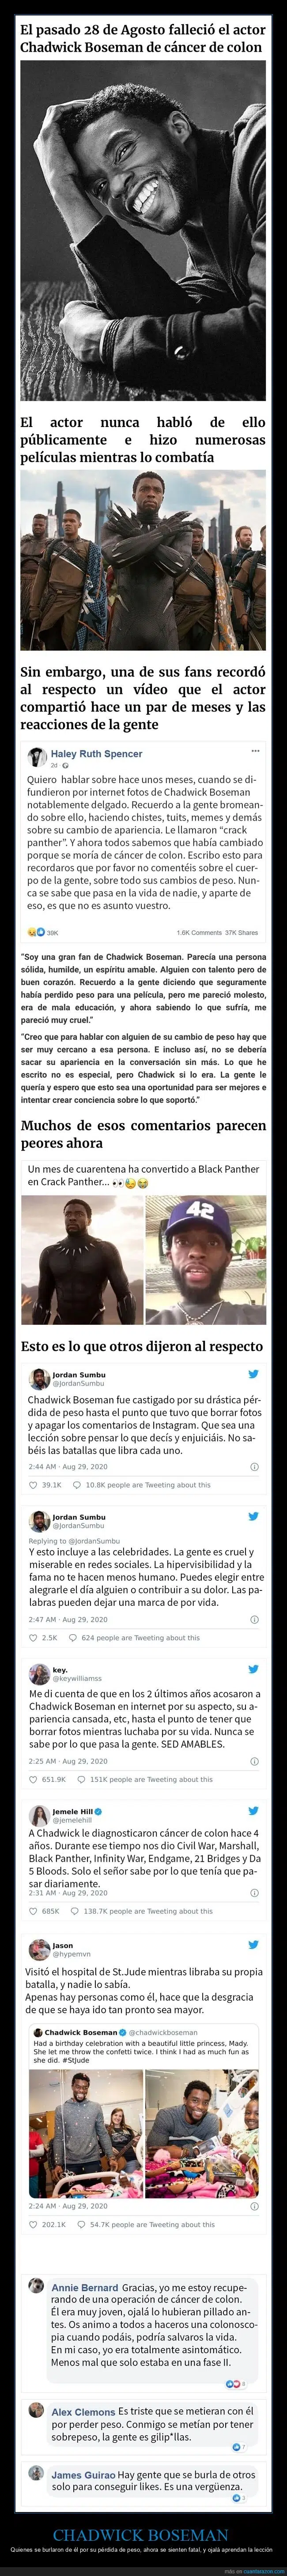 El pasado 28 de Agosto falleció el actor
Chadwick Boseman de cáncer de colon
El actor nunca habló de ello
públicamente e hizo numerosas
películas mientras lo combatía
Sin embargo, una de sus fans recordó
al respecto un vídeo que el actor
compartió hace un par de meses y las
reacciones de la gente
Haley Ruth Spencer
2d
Quiero hablar sobre hace unos meses, cuando se di-
fundieron por internet fotos de Chadwick Boseman
notablemente delgado. Recuerdo a la gente bromean-
do sobre ello, haciendo chistes, tuits, memes y demás
sobre su cambio de apariencia. Le llamaron “crack
panther”. Y ahora todos sabemos que había cambiado
porque se moría de cáncer de colon. Escribo esto para
recordaros que por favor no comentéis sobre el cuer-
po de la gente, sobre todo sus cambios de peso. Nun-
ca se sabe que pasa en la vida de nadie, y aparte de
eso, es que no es asunto vuestro.
39K
1.6K Comments 37K Shares
“Soy una gran fan de Chadwick Boseman. Parecía una persona
sólida, humilde, un espíritu amable. Alguien con talento pero de
buen corazón. Recuerdo a la gente diciendo que seguramente
había perdido peso para una película, pero me pareció molesto,
era de mala educación, y ahora sabiendo lo que sufría, me
pareció muy cruel.”
“Creo que para hablar con alguien de su cambio de peso hay que
ser muy cercano a esa persona. E incluso así, no se debería
sacar su apariencia en la conversación sin más. Lo que he
escrito no es especial, pero Chadwick si lo era. La gente le
quería y espero que esto sea una oportunidad para ser mejores e
intentar crear conciencia sobre lo que soportó.”
Muchos de esos comentarios parecen
peores ahora
Un mes de cuarentena ha convertido a Black Panther
en Crack Panther... 👀😓😭
42
Esto es lo que otros dijeron al respecto
Jordan Sumbu
@JordanSumbu
Chadwick Boseman fue castigado por su drástica pér-
dida de peso hasta el punto que tuvo que borrar fotos
y apagar los comentarios de Instagram. Que sea una
lección sobre pensar lo que decís y enjuiciáis. No sa-
béis las batallas que libra cada uno.
2:44 AM · Aug 29, 2020
39.1K 10.8K people are Tweeting about this
Jordan Sumbu
@JordanSumbu
Replying to @JordanSumbu
Y esto incluye a las celebridades. La gente es cruel y
miserable en redes sociales. La hipervisibilidad y la
fama no te hacen menos humano. Puedes elegir entre
alegrarle el día alguien o contribuir a su dolor. Las pa-
labras pueden dejar una marca de por vida.
2:47 AM · Aug 29, 2020
2.5K 624 people are Tweeting about this
key.
@keywilliamss
Me di cuenta de que en los 2 últimos años acosaron a
Chadwick Boseman en internet por su aspecto, su a-
pariencia cansada, etc, hasta el punto de tener que
borrar fotos mientras luchaba por su vida. Nunca se
sabe por lo que pasa la gente. SED AMABLES.
2:25 AM · Aug 29, 2020
651.9K 151K people are Tweeting about this
Jemele Hill
@jemelehill
A Chadwick le diagnosticaron cáncer de colon hace 4
años. Durante ese tiempo nos dio Civil War, Marshall,
Black Panther, Infinity War, Endgame, 21 Bridges y Da
5 Bloods. Solo el señor sabe por lo que tenía que pa-
sar diariamente.
2:31 AM · Aug 29, 2020
685K 138.7K people are Tweeting about this
Jason
@hypemvn
Visitó el hospital de St.Jude mientras libraba su propia
batalla, y nadie lo sabía.
Apenas hay personas como él, hace que la desgracia
de que se haya ido tan pronto sea mayor.
Chadwick Boseman @chadwickboseman
Had a birthday celebration with a beautiful little princess, Mady.
She let me throw the confetti twice. I think I had as much fun as
she did. #StJude
2:24 AM · Aug 29, 2020
202.1K 54.7K people are Tweeting about this
Annie Bernard Gracias, yo me estoy recupe-
rando de una operación de cáncer de colon.
Él era muy joven, ojalá lo hubieran pillado an-
tes. Os animo a todos a haceros una colonosco-
pia cuando podáis, podría salvaros la vida.
En mi caso, yo era totalmente asintomático.
Menos mal que solo estaba en una fase II.
4
Alex Clemons Es triste que se metieran con él
por perder peso. Conmigo se metían por tener
sobrepeso, la gente es gilip*llas.
7
James Guirao Hay gente que se burla de otros
solo para conseguir likes. Es una vergüenza.
3
CHADWICK BOSEMAN
Quienes se burlaron de él por su pérdida de peso, ahora se sienten fatal, y ojalá aprendan la lección
más en cuantarazon.com